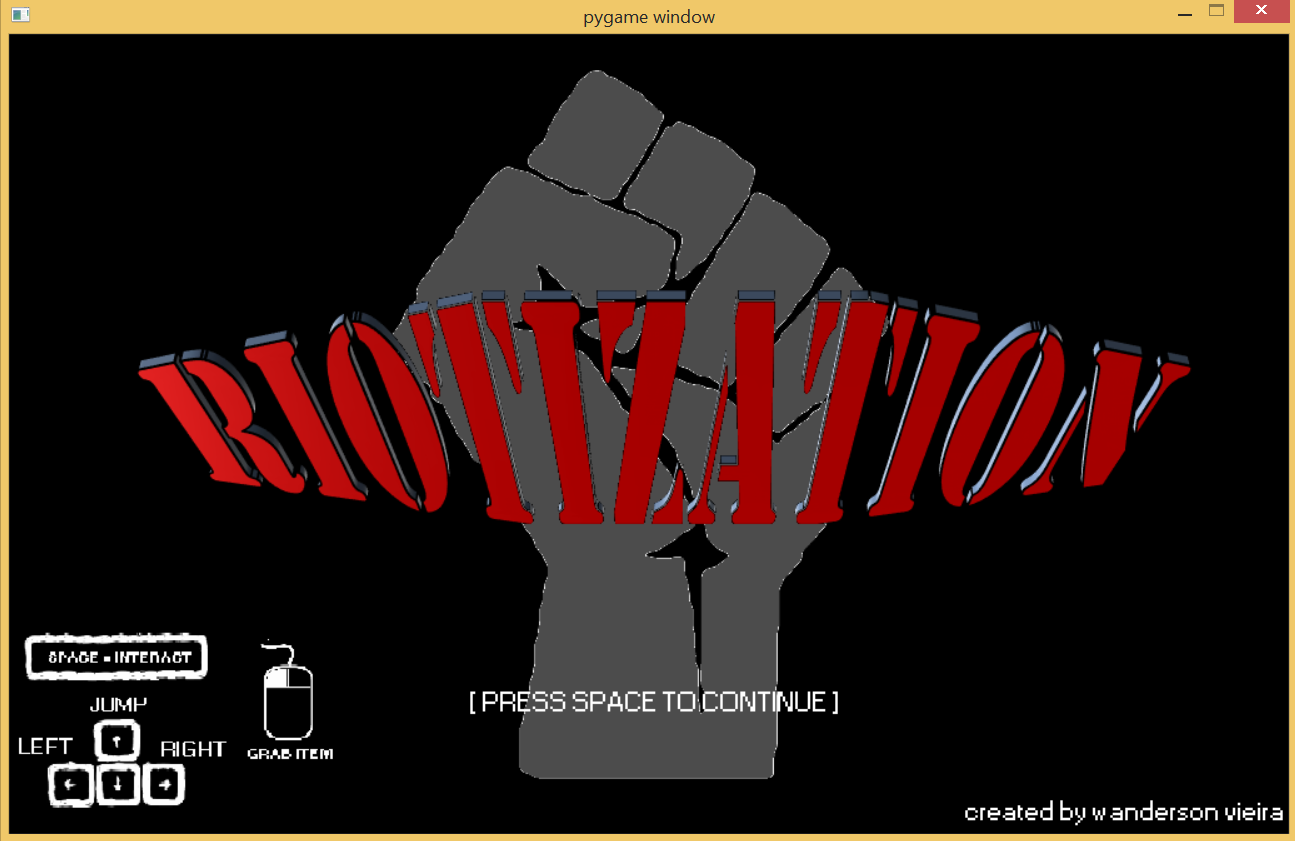 pygame window
RIOTIZATION
SPACE = INTERACT
JUMP
LEFT
RIGHT
GRAB ITEM
[ PRESS SPACE TO CONTINUE ]
created by wanderson vieira